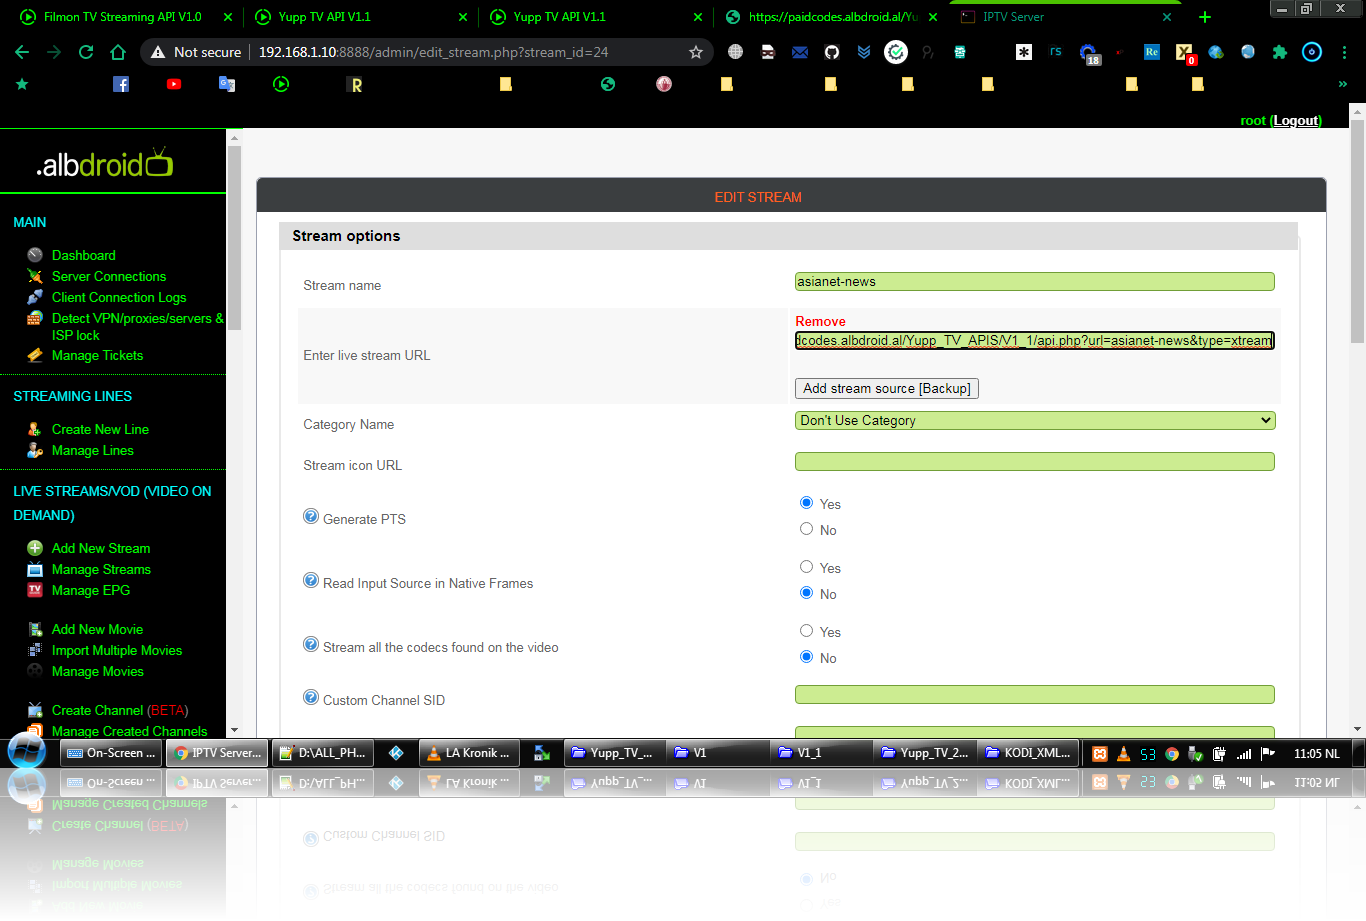 Filmon TV Streaming API V1.0
Yupp TV API V1.1
Yupp TV API V1.1
https://paidcodes.albdroid.al/Yu
IPTV Server
Not secure
192.168.1.10:8888/admin/edit_stream.php?stream_id=24
18
Re
0
root (Logout)
.albdroid
EDIT STREAM
Stream options
MAIN
Dashboard
Server Connections
Client Connection Logs
Detect VPN/proxies/servers &
ISP lock
Manage Tickets
STREAMING LINES
Create New Line
Manage Lines
LIVE STREAMS/VOD (VIDEO ON
DEMAND)
Add New Stream
Manage Streams
Manage EPG
Add New Movie
Import Multiple Movies
Manage Movies
Create Channel (BETA)
Manage Created Channels
Stream name
asianet-news
Enter live stream URL
Remove
dcodes.albdroid.al/Yupp_TV_APIS/V1_1/api.php?url=asianet-news&type=xtream
Add stream source [Backup]
Category Name
Don't Use Category
Stream icon URL
Generate PTS
Yes
No
Read Input Source in Native Frames
Yes
No
Stream all the codecs found on the video
Yes
No
Custom Channel SID
On-Screen ...
IPTV Server...
D:\ALL_PH...
LA Kronik ...
Yupp_TV_...
V1
V1_1
Yupp_TV_2...
KODI_XML...
53
11:05 NL